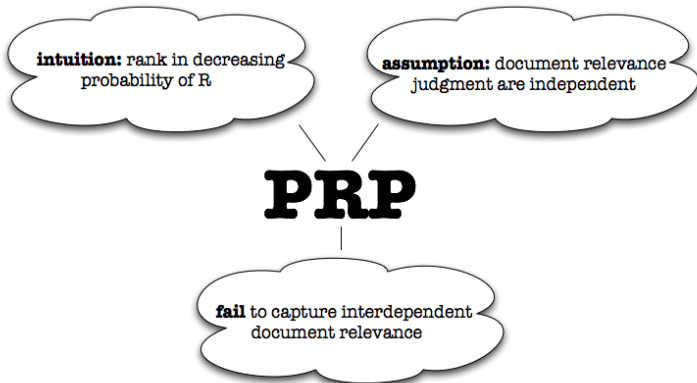 intuition: rank in decreasing
probability of R
assumption: document relevance
judgment are independent
PRP
fail to capture interdependent
document relevance